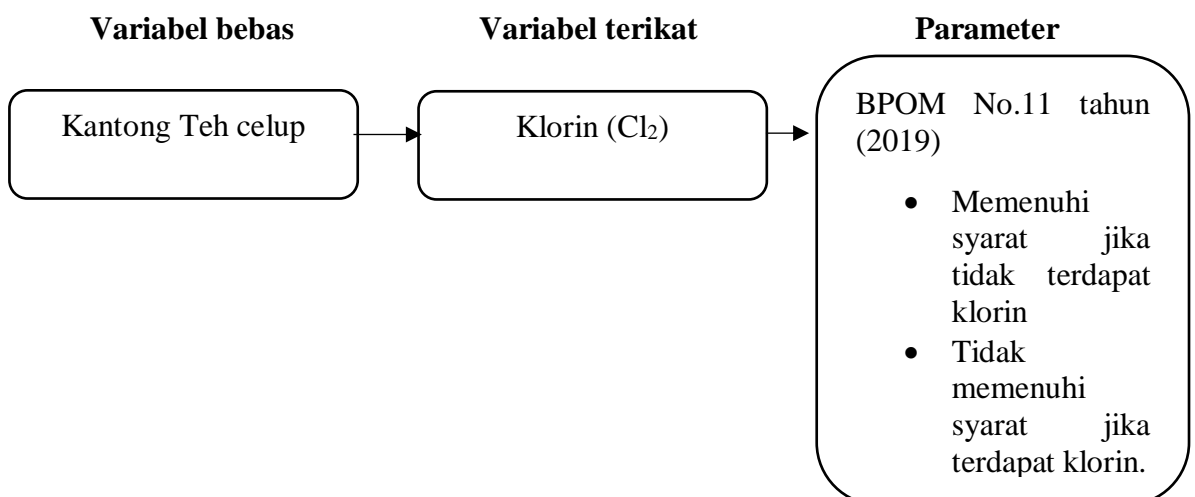 Variabel bebas
Variabel terikat
Parameter
Kantong Teh celup
Klorin (Cl₂)
BPOM No.11 tahun
(2019)
• Memenuhi
syarat jika
tidak terdapat
klorin
• Tidak
memenuhi
syarat jika
terdapat klorin.